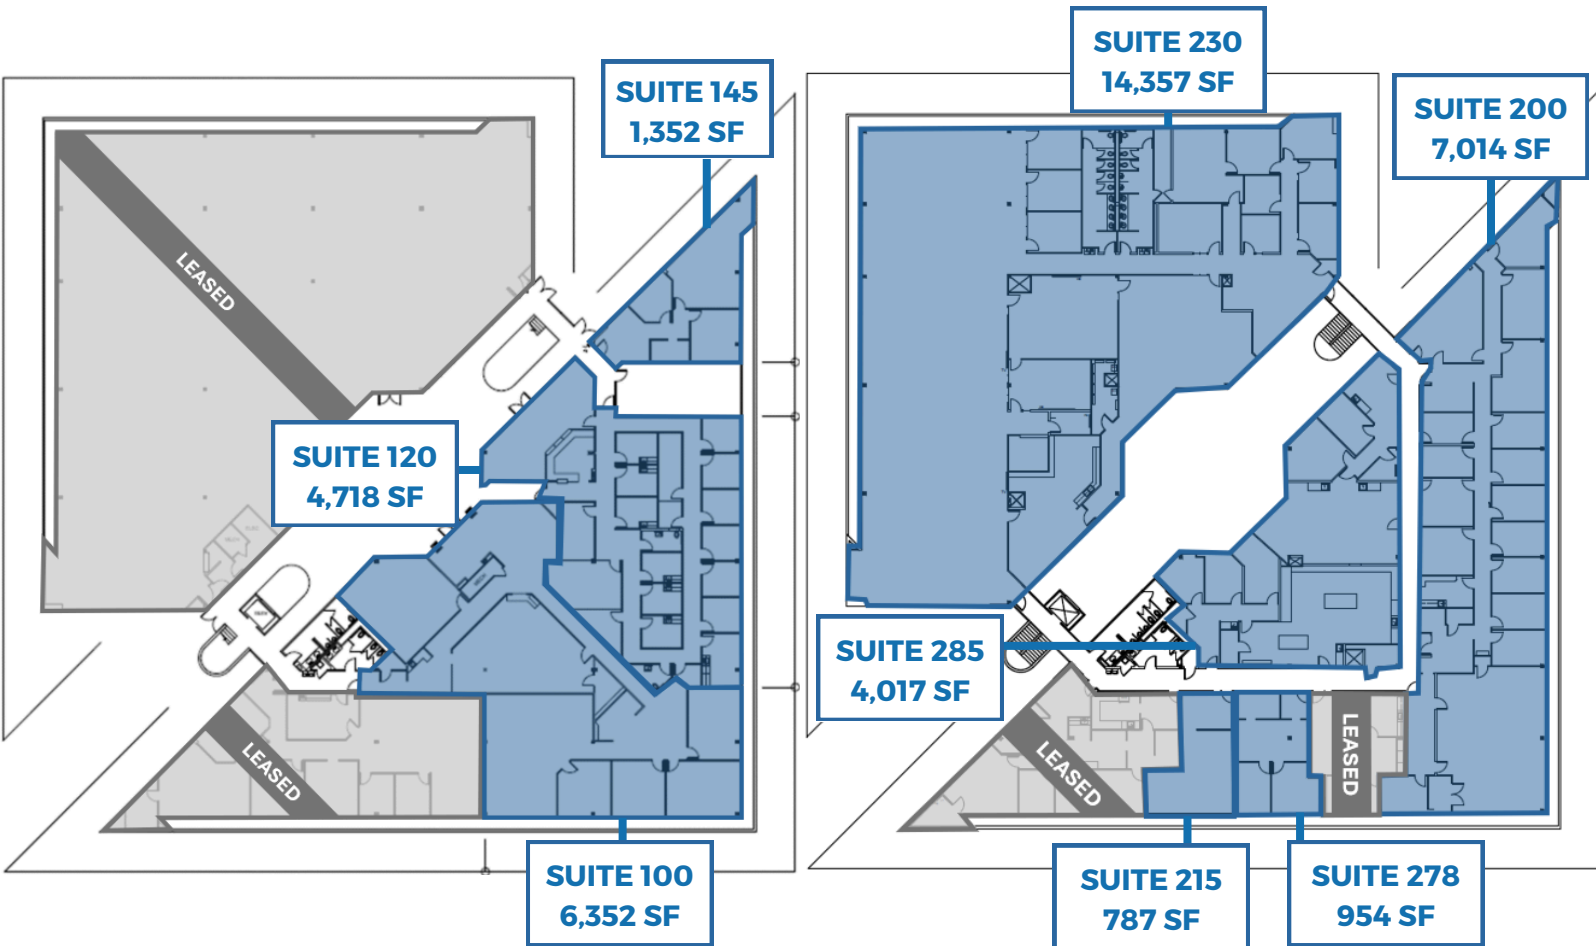 SUITE 145
1,352 SF
LEASED
SUITE 120
4,718 SF
LEASED
SUITE 100
6,352 SF
SUITE 230
14,357 SF
SUITE 200
7,014 SF
SUITE 285
4,017 SF
LEASED
LEASED
SUITE 215
787 SF
SUITE 278
954 SF